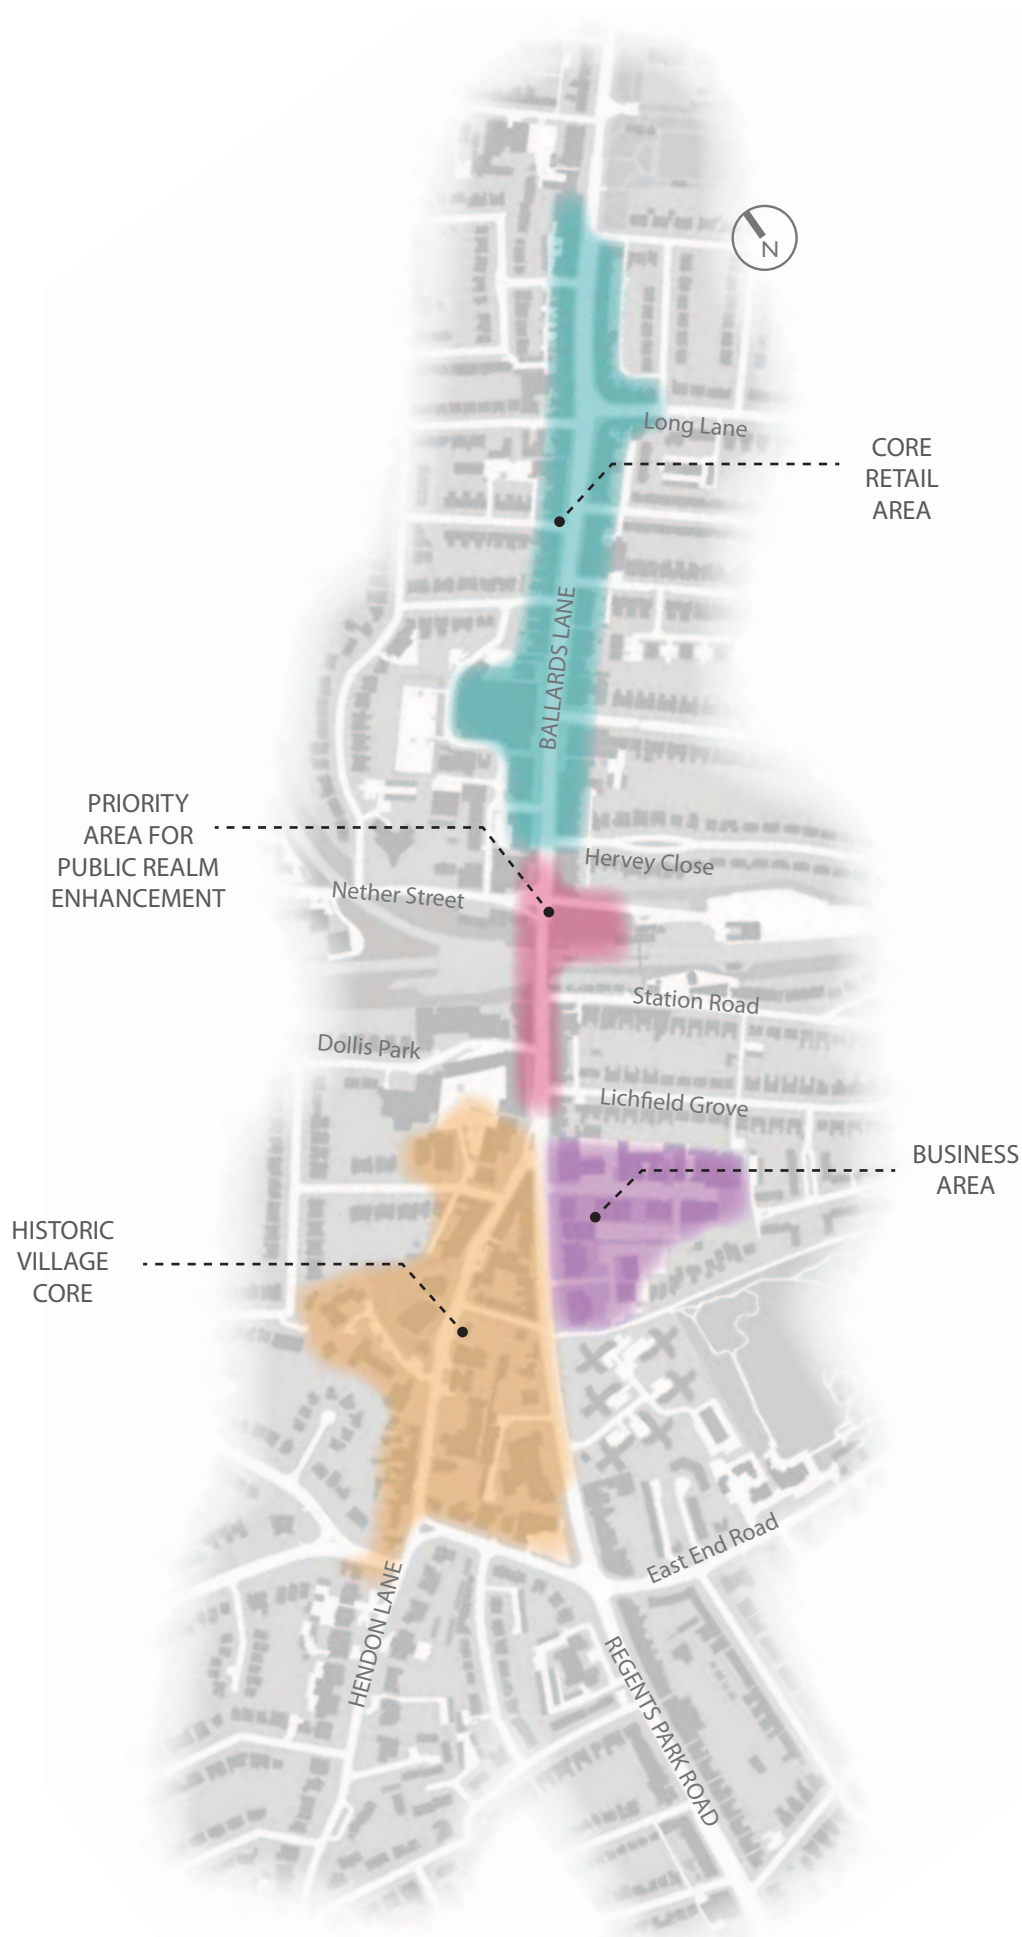 N
Long Lane
CORE
RETAIL
AREA
BALLARDS LANE
PRIORITY
AREA FOR
PUBLIC REALM
ENHANCEMENT
Hervey Close
Nether Street
Station Road
Dollis Park
Lichfield Grove
BUSINESS
AREA
HISTORIC
VILLAGE
CORE
East End Road
HENDON LANE
REGENTS PARK ROAD